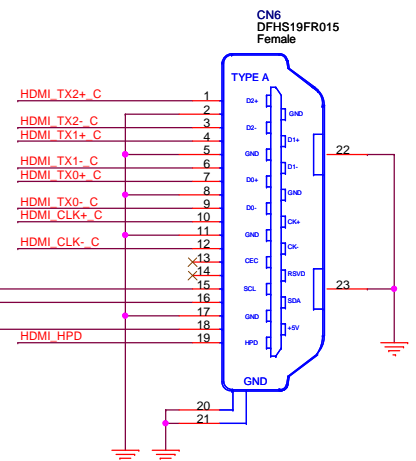 CN6
DFHS19FR015
Female
TYPE A
HDMI_TX2+_C
1
D2+
2
GND
HDMI_TX2-_C
3
D2-
HDMI_TX1+_C
4
D1+
5
GND
22
HDMI_TX1-_C
6
D1-
HDMI_TX0+_C
7
D0+
8
GND
HDMI_TX0-_C
9
D0-
HDMI_CLK+_C
10
CK+
11
GND
HDMI_CLK-_C
12
CK-
13
CEC
14
RSVD
15
SCL
23
16
SDA
17
GND
18
+5V
HDMI_HPD
19
HPD
GND
20
21